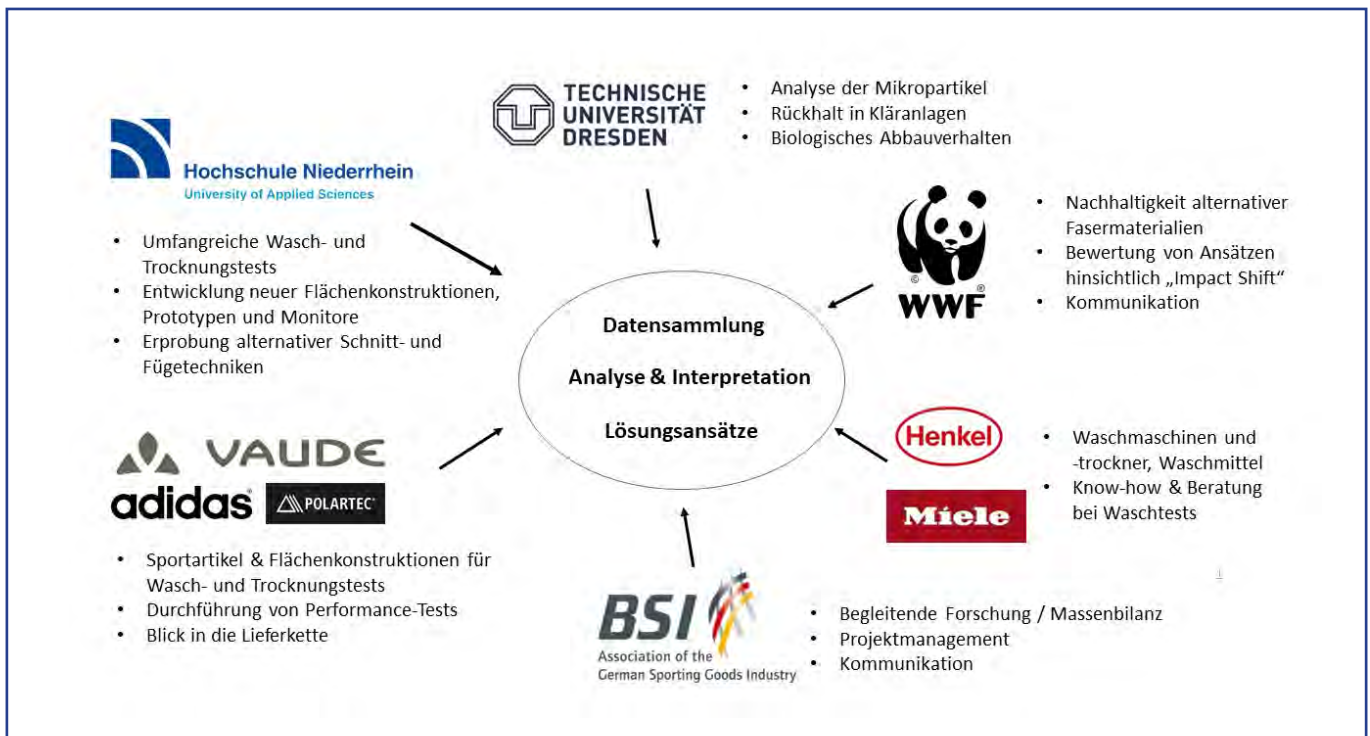 TECHNISCHE
UNIVERSITÄT
DRESDEN
• Analyse der Mikropartikel
• Rückhalt in Kläranlagen
• Biologisches Abbauverhalten
Hochschule Niederrhein
University of Applied Sciences
• Umfangreiche Wasch- und
Trocknungstests
• Entwicklung neuer Flächenkonstruktionen,
Prototypen und Monitore
• Erprobung alternativer Schnitt- und
Fügetechniken
© WWF ®
• Nachhaltigkeit alternativer
Fasermaterialien
• Bewertung von Ansätzen
hinsichtlich „Impact Shift“
• Kommunikation
Datensammlung
Analyse & Interpretation
Lösungsansätze
VAUDE
adidas®
POLARTEC®
• Sportartikel & Flächenkonstruktionen für
Wasch- und Trocknungstests
• Durchführung von Performance-Tests
• Blick in die Lieferkette
Henkel
Miele
• Waschmaschinen und
-trockner, Waschmittel
• Know-how & Beratung
bei Waschtests
1
BSI
Association of the
German Sporting Goods Industry
• Begleitende Forschung / Massenbilanz
• Projektmanagement
• Kommunikation